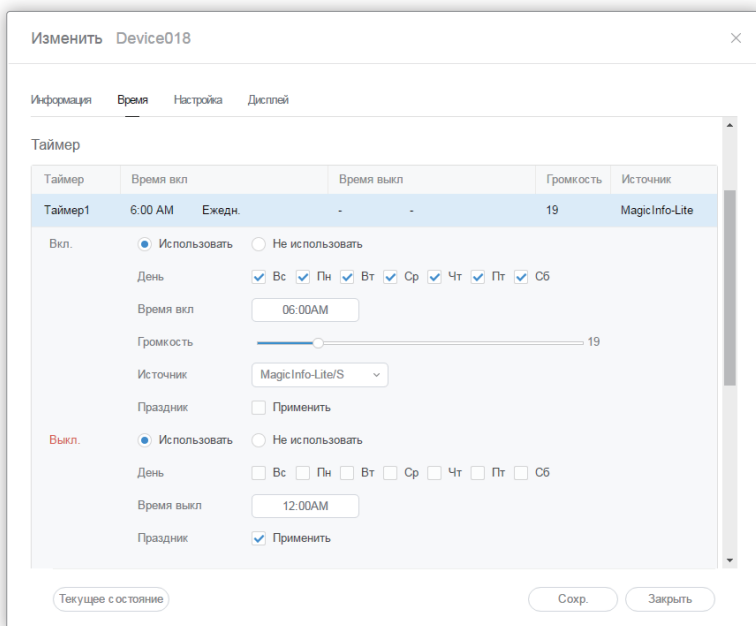 Изменить Device018
Информация Время Настройка Дисплей
Таймер
Таймер Время вкл Время выкл Громкость Источник
Таймер1 6:00 AM Ежедн. - - 19 MagicInfo-Lite
Вкл. Использовать Не использовать
День Вс Пн Вт Ср Чт Пт Сб
Время вкл 06:00AM
Громкость 19
Источник MagicInfo-Lite/S
Праздник Применить
Выкл. Использовать Не использовать
День Вс Пн Вт Ср Чт Пт Сб
Время выкл 12:00AM
Праздник Применить
Текущее состояние Сохр. Закрыть